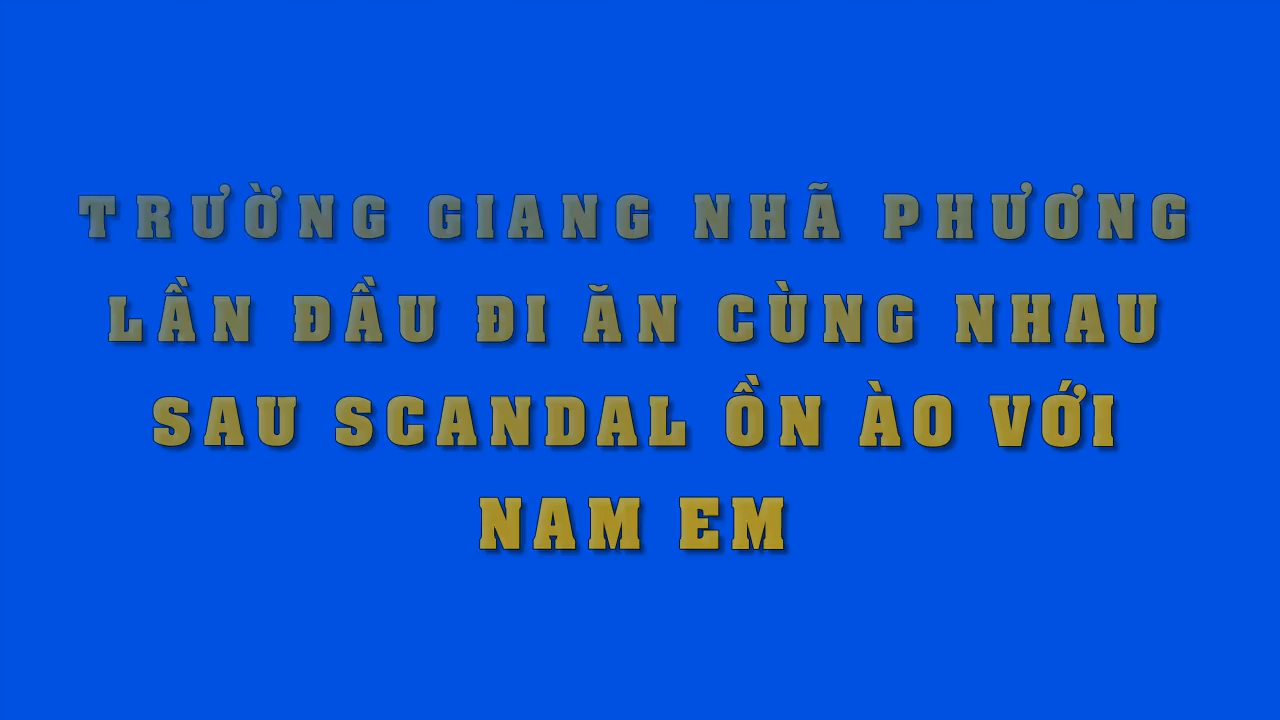 TRƯỜNG GIANG NHÃ PHƯƠNG
LẦN ĐẦU ĐI ĂN CÙNG NHAU
SAU SCANDAL ỒN ÀO VỚI
NAM EM